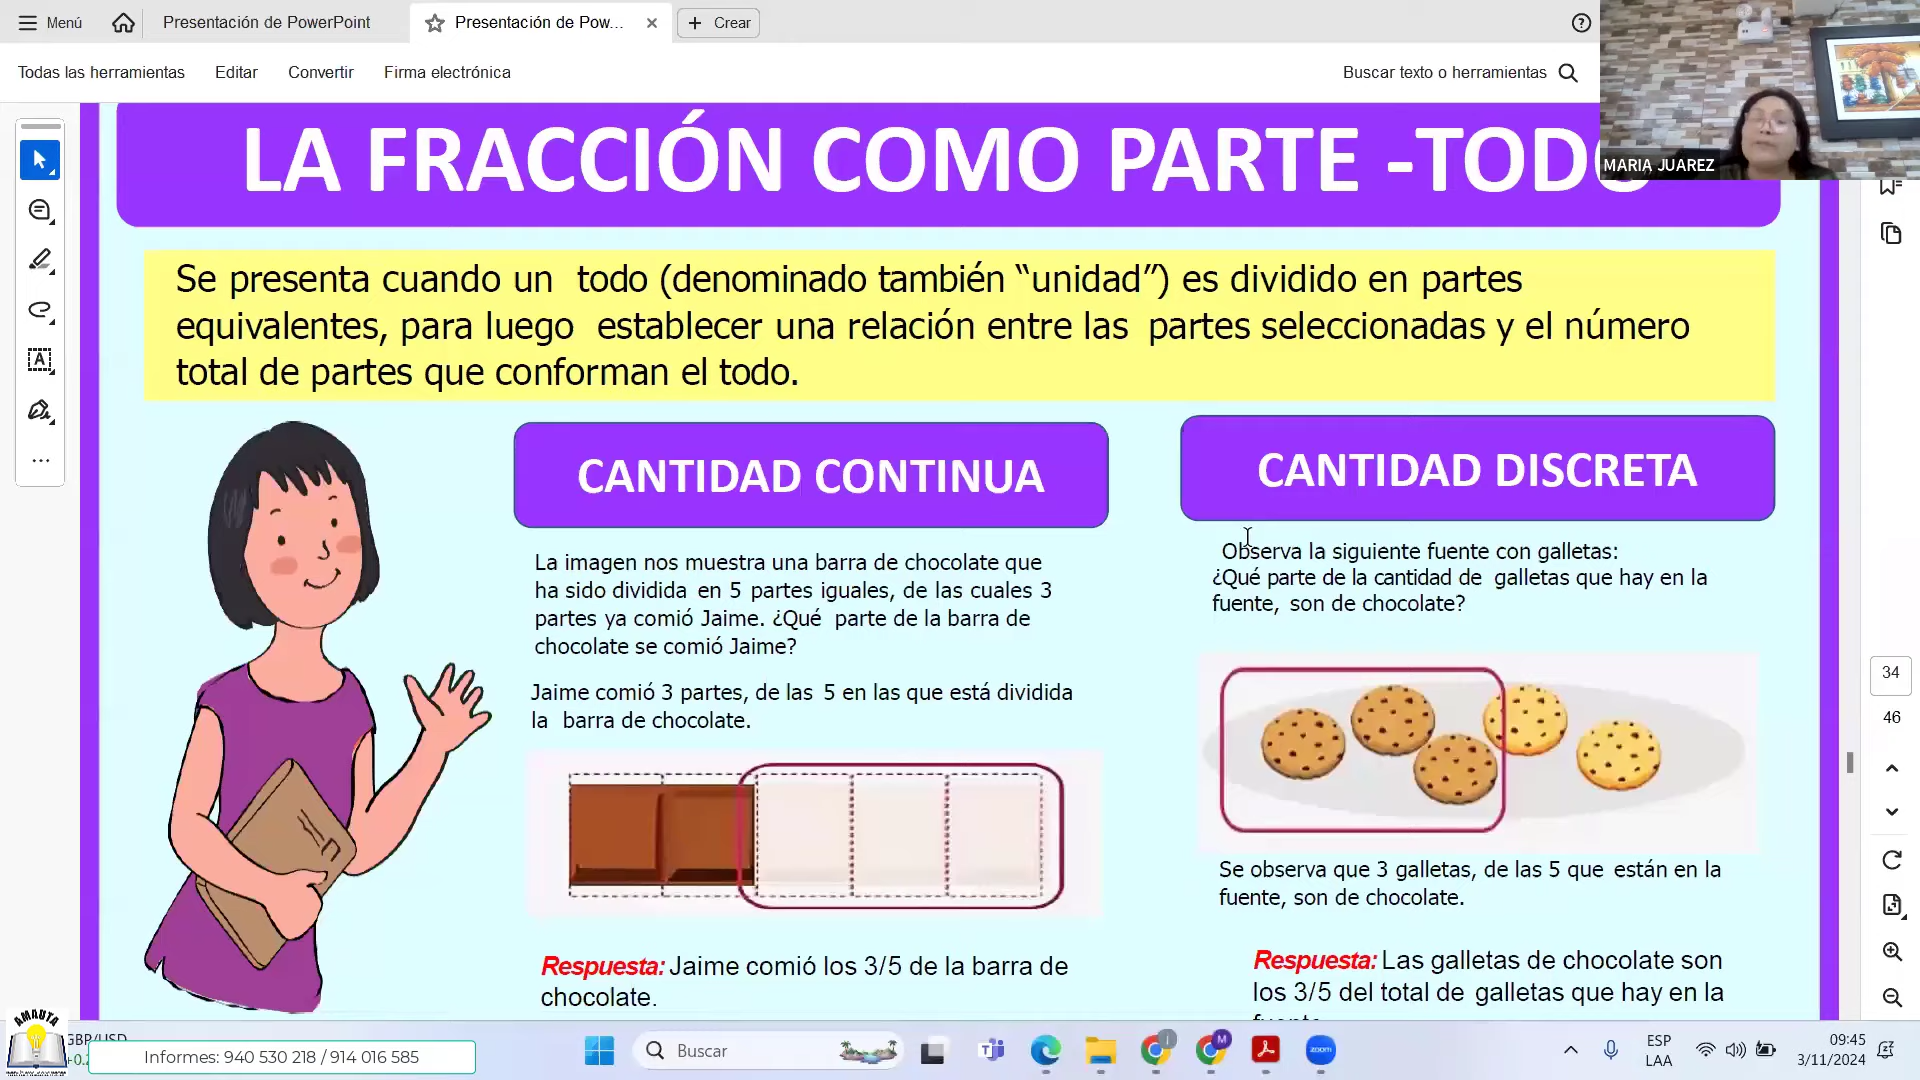 Menú
Presentación de PowerPoint
Presentación de Pow...
Crear
Todas las herramientas
Editar
Convertir
Firma electrónica
Buscar texto o herramientas
MARIA JUAREZ
LA FRACCIÓN COMO PARTE -TODO
Se presenta cuando un todo (denominado también “unidad”) es dividido en partes
equivalentes, para luego establecer una relación entre las partes seleccionadas y el número
total de partes que conforman el todo.
CANTIDAD CONTINUA
La imagen nos muestra una barra de chocolate que
ha sido dividida en 5 partes iguales, de las cuales 3
partes ya comió Jaime. ¿Qué parte de la barra de
chocolate se comió Jaime?
Jaime comió 3 partes, de las 5 en las que está dividida
la barra de chocolate.
Respuesta: Jaime comió los 3/5 de la barra de
chocolate.
CANTIDAD DISCRETA
Observa la siguiente fuente con galletas:
¿Qué parte de la cantidad de galletas que hay en la
fuente, son de chocolate?
Se observa que 3 galletas, de las 5 que están en la
fuente, son de chocolate.
Respuesta: Las galletas de chocolate son
los 3/5 del total de galletas que hay en la
34
46
AMAUTA
GBP/USD
Informes: 940 530 218 / 914 016 585
Buscar
zoom
ESP
LAA
09:45
3/11/2024